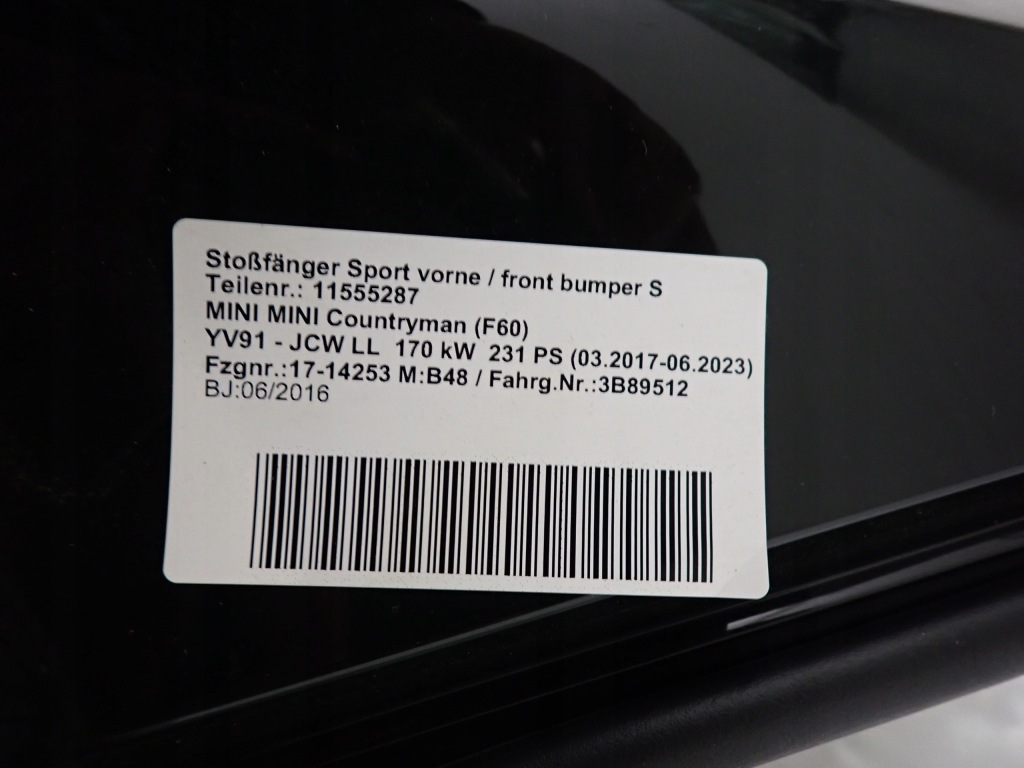 Stoßfänger Sport vorne / front bumper S
Teilenr.: 11555287
MINI MINI Countryman (F60)
YV91 - JCW LL 170 kW 231 PS (03.2017-06.2023)
Fzgnr.:17-14253 M:B48 / Fahrg.Nr.:3B89512
BJ:06/2016